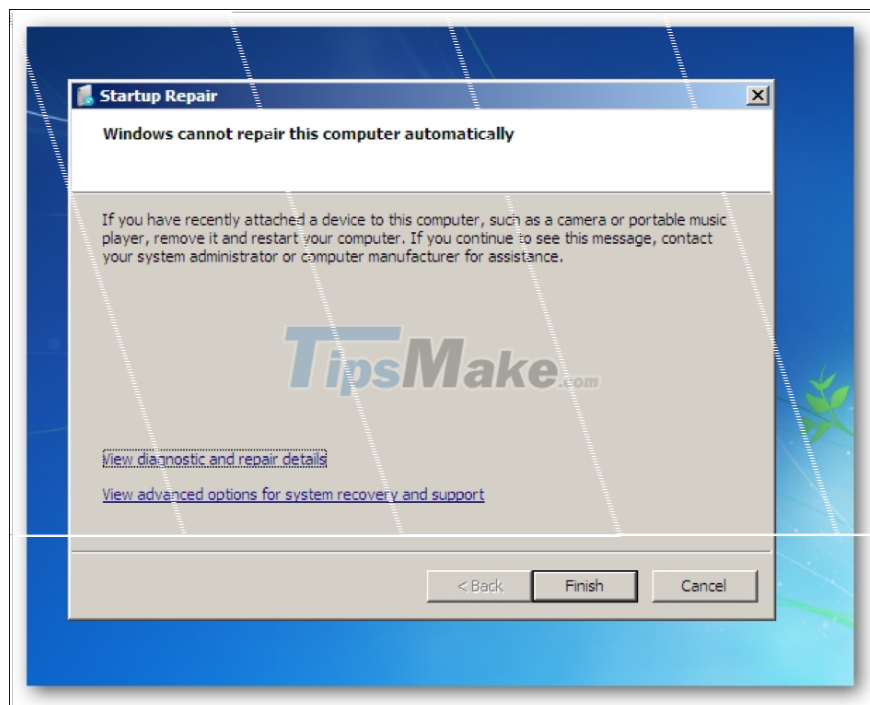 Startup Repair
Windows cannot repair this computer automatically
If you have recently attached a device to this computer, such as a camera or portable music
player, remove it and restart your computer. If you continue to see this message, contact
your system administrator or computer manufacturer for assistance.
TipsMake.com
View diagnostic and repair details
View advanced options for system recovery and support
< Back
Finish
Cancel